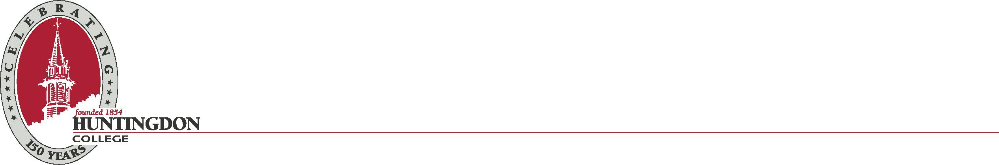 CELEBRATING
founded 1854
HUNTINGDON
COLLEGE
150 YEARS